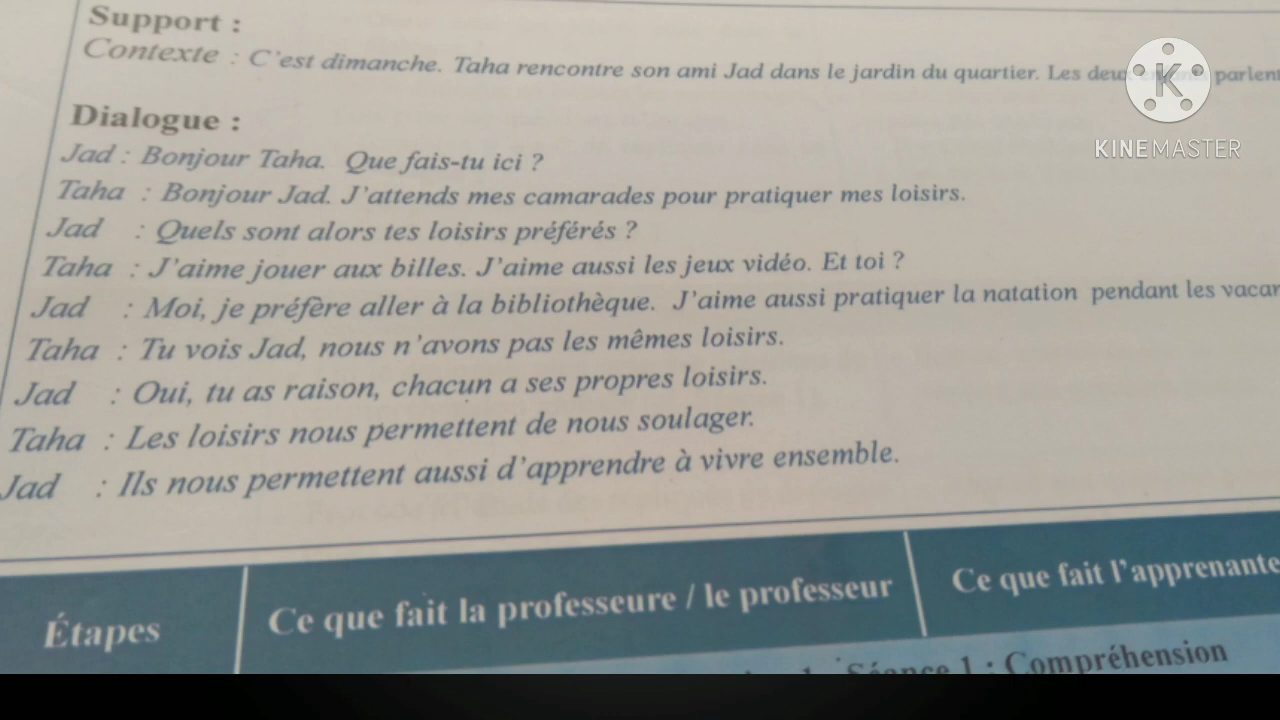 Support :
Contexte : C'est dimanche. Taha rencontre son ami Jad dans le jardin du quartier. Les deux enfants parlent
KINEMASTER
Dialogue :
Jad : Bonjour Taha. Que fais-tu ici ?
Taha : Bonjour Jad. J'attends mes camarades pour pratiquer mes loisirs.
Jad : Quels sont alors tes loisirs préférés ?
Taha : J'aime jouer aux billes. J'aime aussi les jeux vidéo. Et toi ?
Jad : Moi, je préfère aller à la bibliothèque. J'aime aussi pratiquer la natation pendant les vacan
Taha : Tu vois Jad, nous n'avons pas les mêmes loisirs.
Jad : Oui, tu as raison, chacun a ses propres loisirs.
Taha : Les loisirs nous permettent de nous soulager.
Jad : Ils nous permettent aussi d'apprendre à vivre ensemble.
Étapes
Ce que fait la professeure / le professeur
Ce que fait l'apprenante
Séance 1 : Compréhension